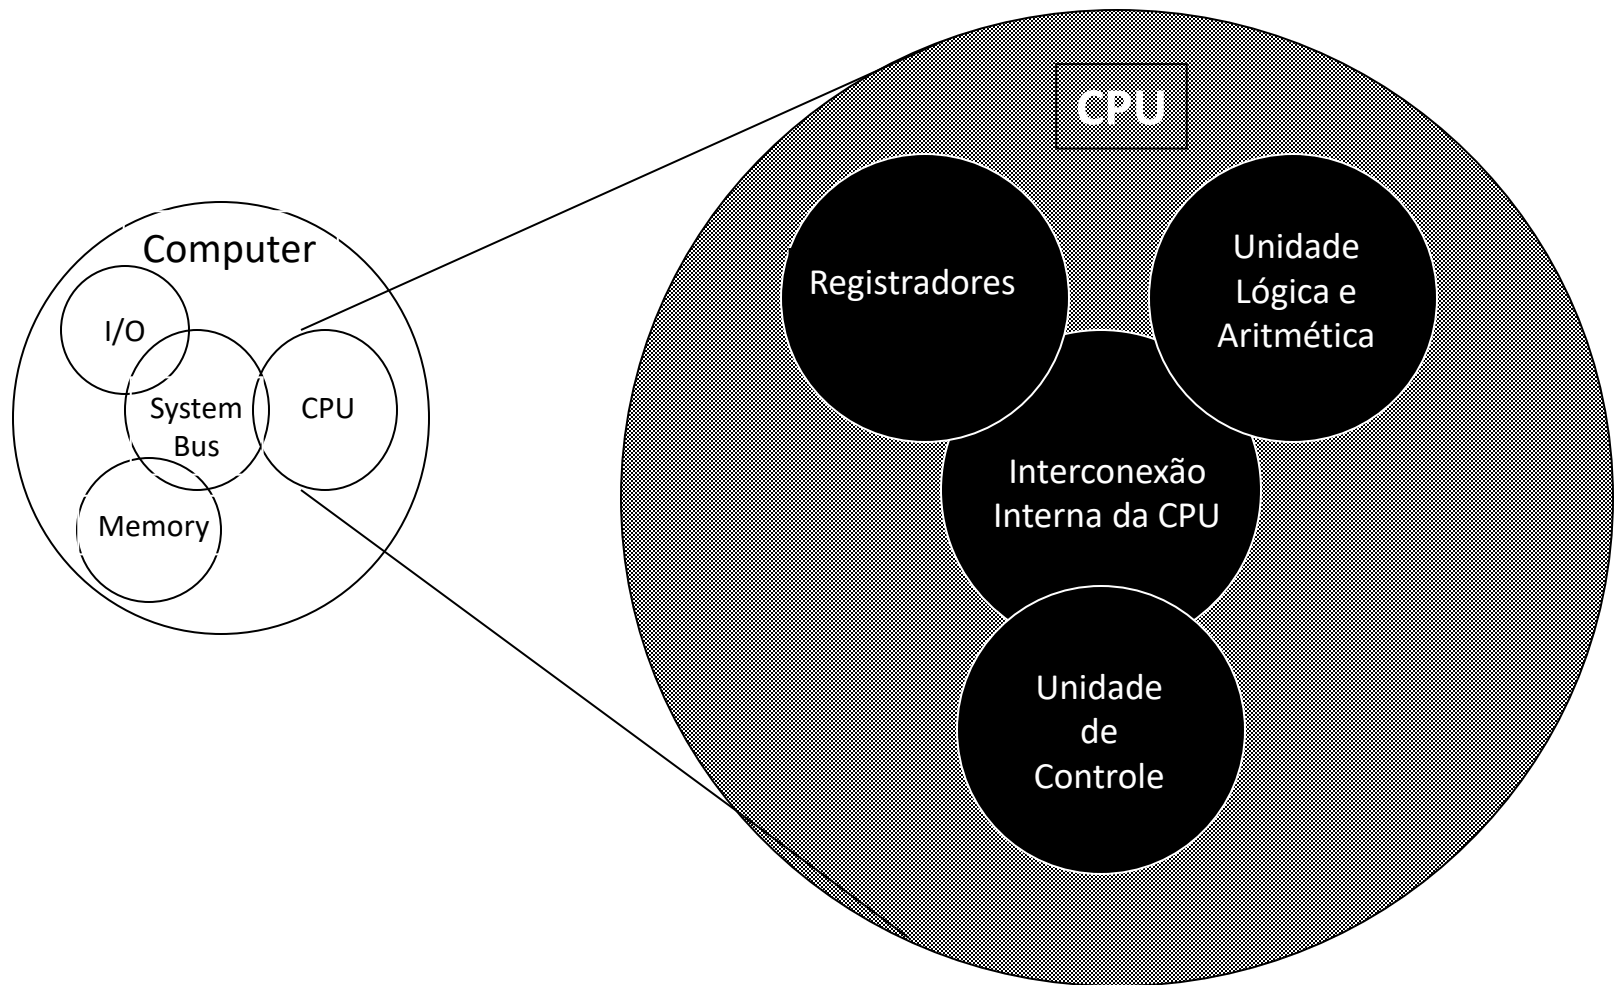 Computer
I/O
System
Bus
CPU
Memory
CPU
Registradores
Unidade
Lógica e
Aritmética
Interconexão
Interna da CPU
Unidade
de
Controle